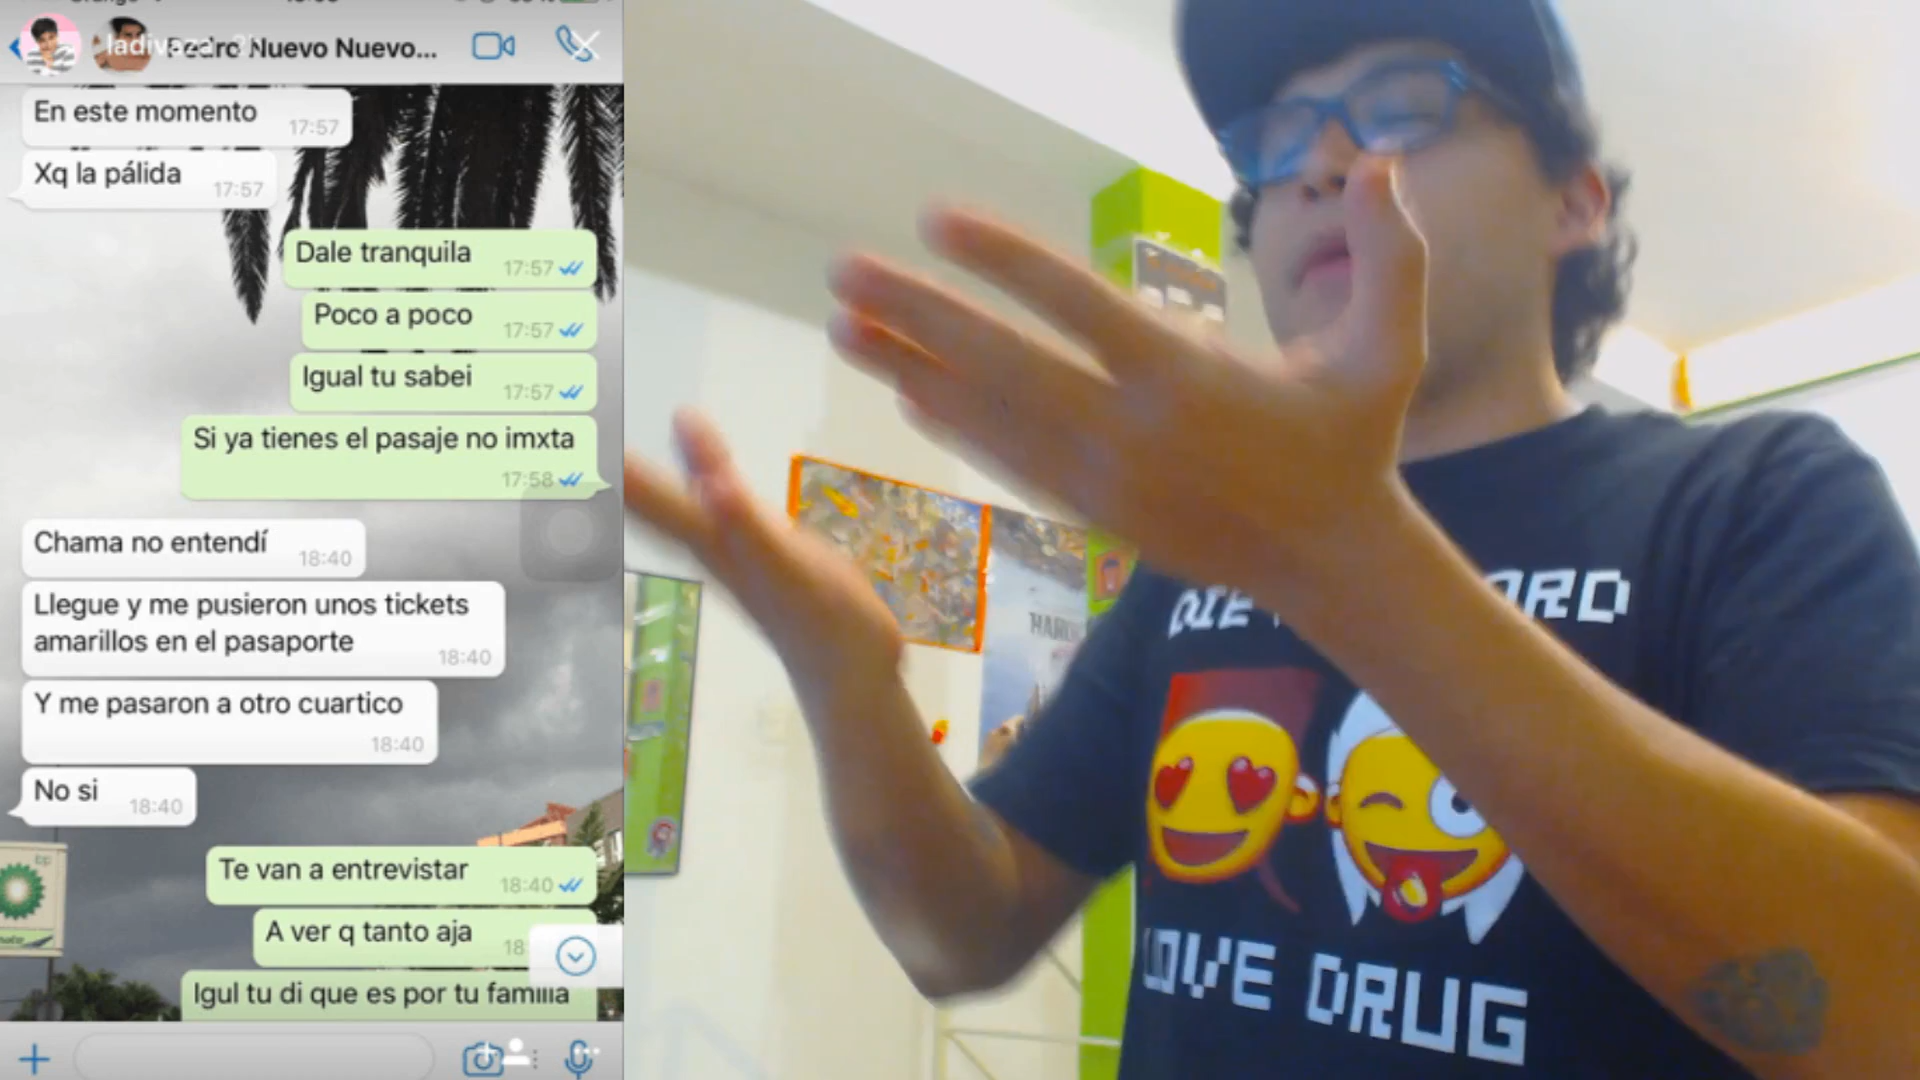 Pedro Nuevo Nuevo...
En este momento
17:57
Xq la pálida
17:57
Dale tranquila
17:57
Poco a poco
17:57
Igual tu sabei
17:57
Si ya tienes el pasaje no imxta
17:58
Chama no entendí
18:40
Llegue y me pusieron unos tickets
amarillos en el pasaporte
18:40
Y me pasaron a otro cuartico
18:40
No si
18:40
Te van a entrevistar
18:40
A ver q tanto aja
18
Igul tu di que es por tu familia
bp
LOVE DRUG